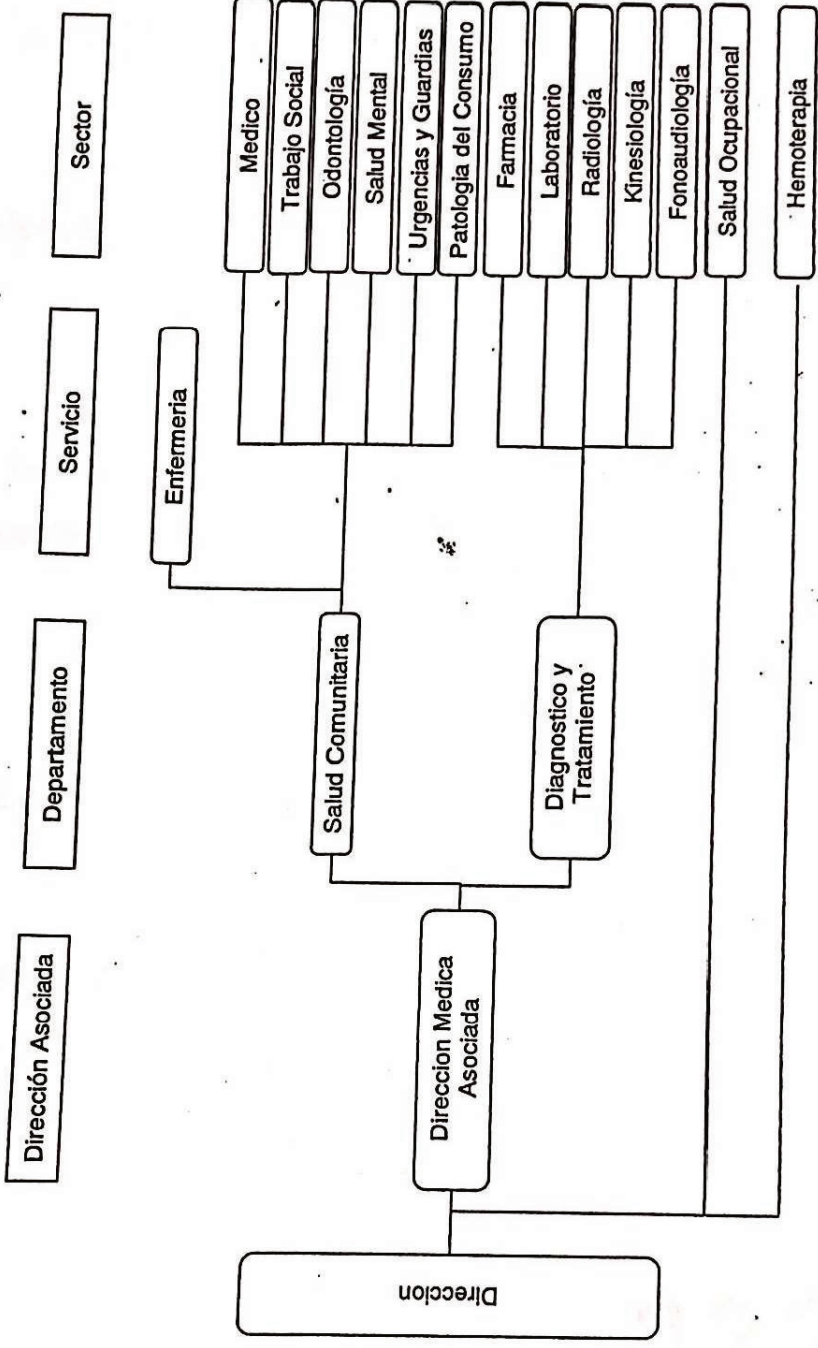 Dirección Asociada
Departamento
Servicio
Sector
Direccion
Direccion Medica
Asociada
Salud Comunitaria
Diagnostico y
Tratamiento
Enfermeria
Medico
Trabajo Social
Odontología
Salud Mental
Urgencias y Guardias
Patologia del Consumo
Farmacia
Laboratorio
Radiología
Kinesiología
Fonoaudiología
Salud Ocupacional
Hemoterapia